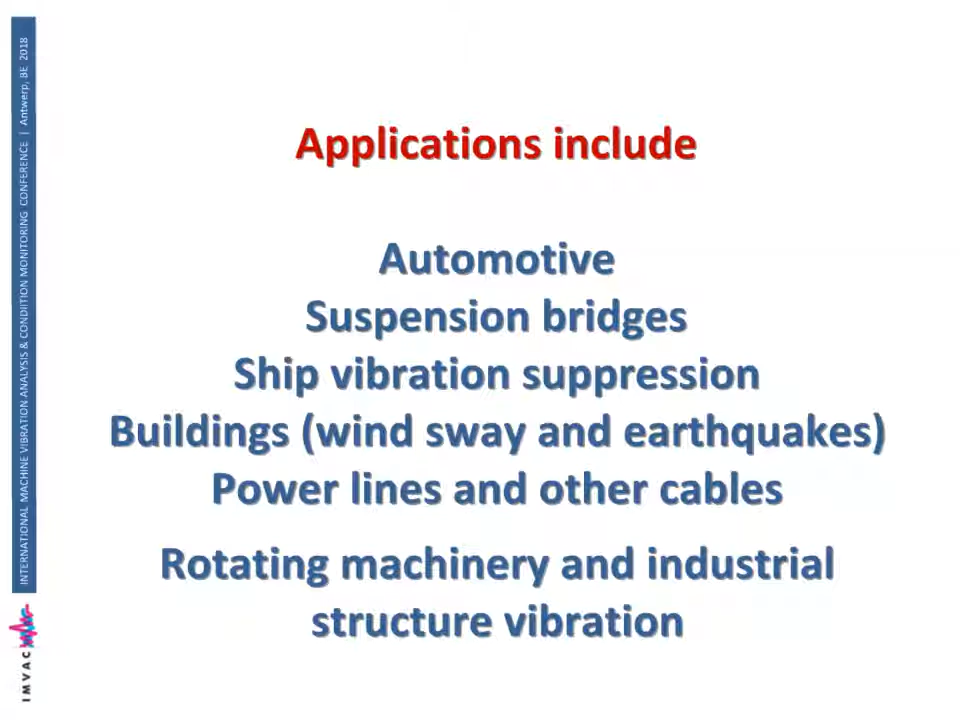 Applications include
Automotive
Suspension bridges
Ship vibration suppression
Buildings (wind sway and earthquakes)
Power lines and other cables
Rotating machinery and industrial
structure vibration
INTERNATIONAL MACHINE VIBRATION ANALYSIS & CONDITION MONITORING CONFERENCE | Antwerp, BE 2018
IMVAC